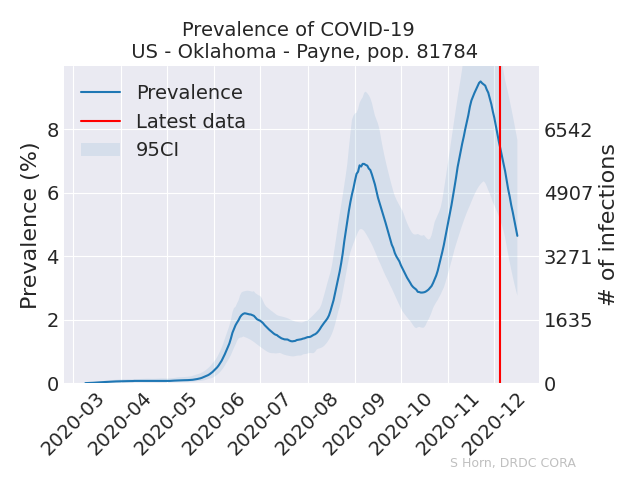 Prevalence of COVID-19
US - Oklahoma - Payne, pop. 81784
Prevalence
Latest data
95CI
Prevalence (%)
8
6
4
2
0
6542
4907
3271
1635
0
# of infections
2020-03
2020-04
2020-05
2020-06
2020-07
2020-08
2020-09
2020-10
2020-11
2020-12
S Horn, DRDC CORA